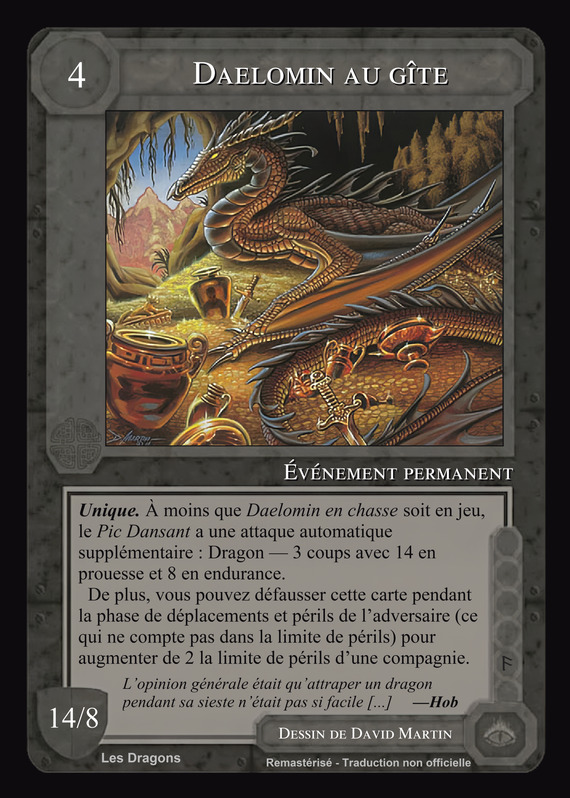 4
DAELOMIN AU GÎTE
D. MARTIN
ÉVÉNEMENT PERMANENT
Unique. À moins que Daelomin en chasse soit en jeu,
le Pic Dansant a une attaque automatique
supplémentaire : Dragon — 3 coups avec 14 en
prouesse et 8 en endurance.
De plus, vous pouvez défausser cette carte pendant
la phase de déplacements et périls de l’adversaire (ce
qui ne compte pas dans la limite de périls) pour
augmenter de 2 la limite de périls d’une compagnie.
L’opinion générale était qu’attraper un dragon
pendant sa sieste n’était pas si facile [...] —Hob
14/8
DESSIN DE DAVID MARTIN
Les Dragons
Remastérisé - Traduction non officielle